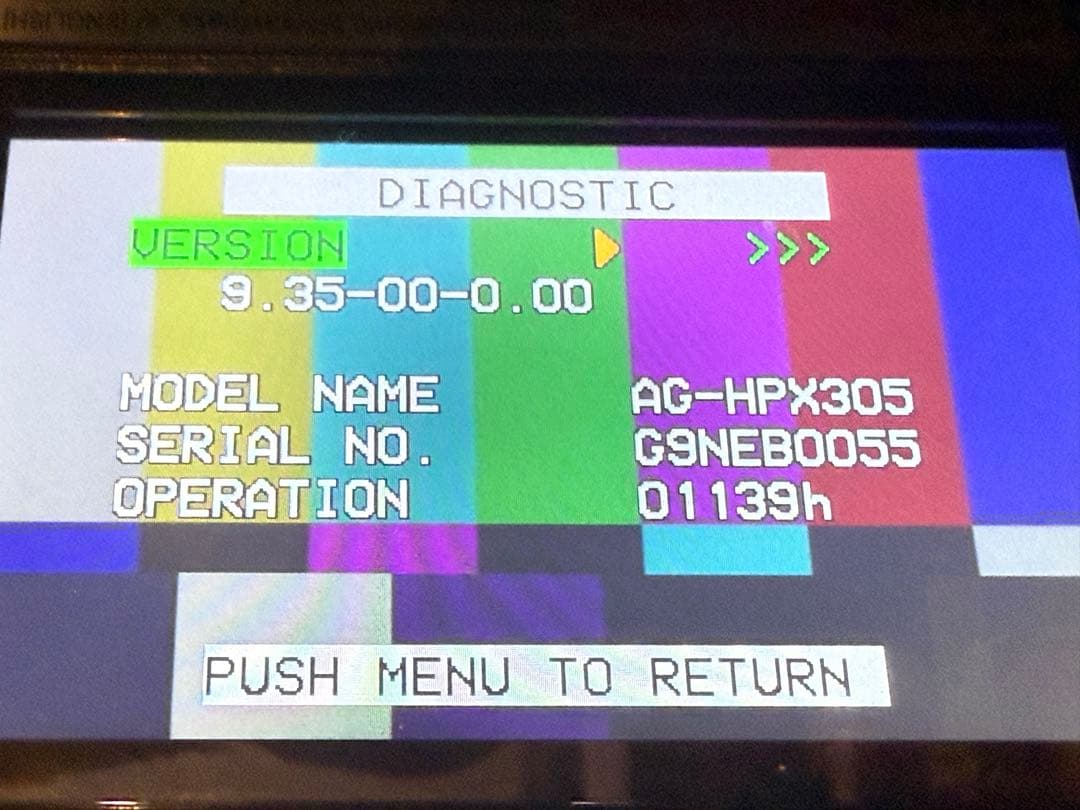 DIAGNOSTIC
VERSION ▶ >>>
9.35-00-0.00
MODEL NAME AG-HPX305
SERIAL NO. G9NEB0055
OPERATION 01139h
PUSH MENU TO RETURN